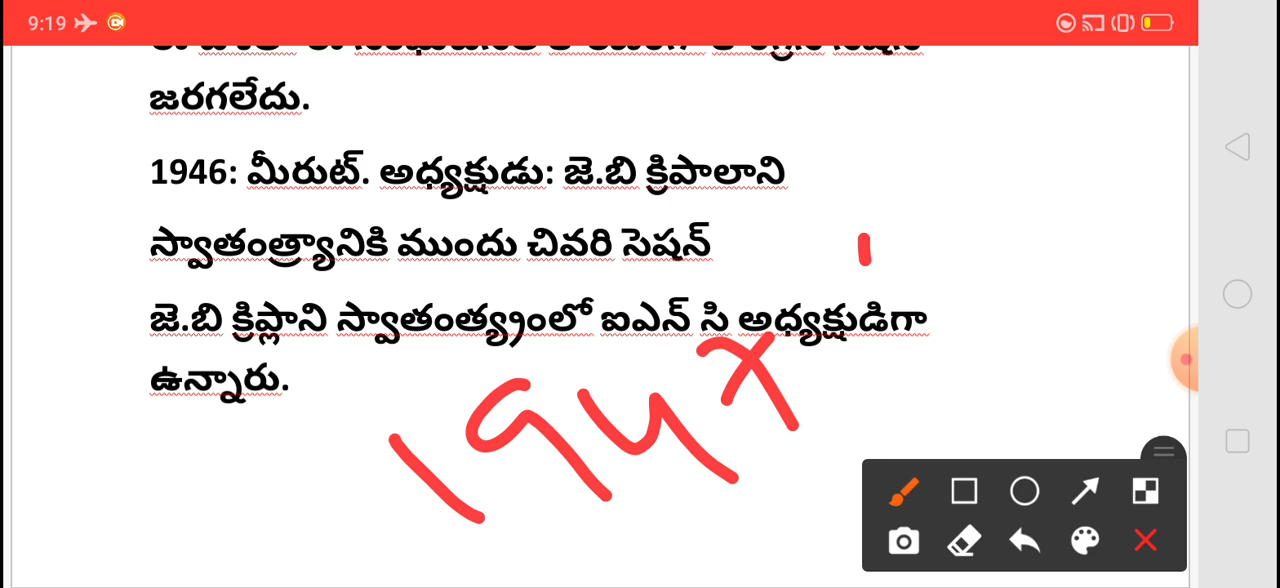 9:19
జరగలేదు.
1946: మీరుట్. అధ్యక్షుడు: జె.బి క్రిపాలాని
స్వాతంత్ర్యానికి ముందు చివరి సెషన్
జె.బి క్రిప్లాని స్వాతంత్య్రంలో ఐఎన్ సి అధ్యక్షుడిగా
ఉన్నారు.
1947